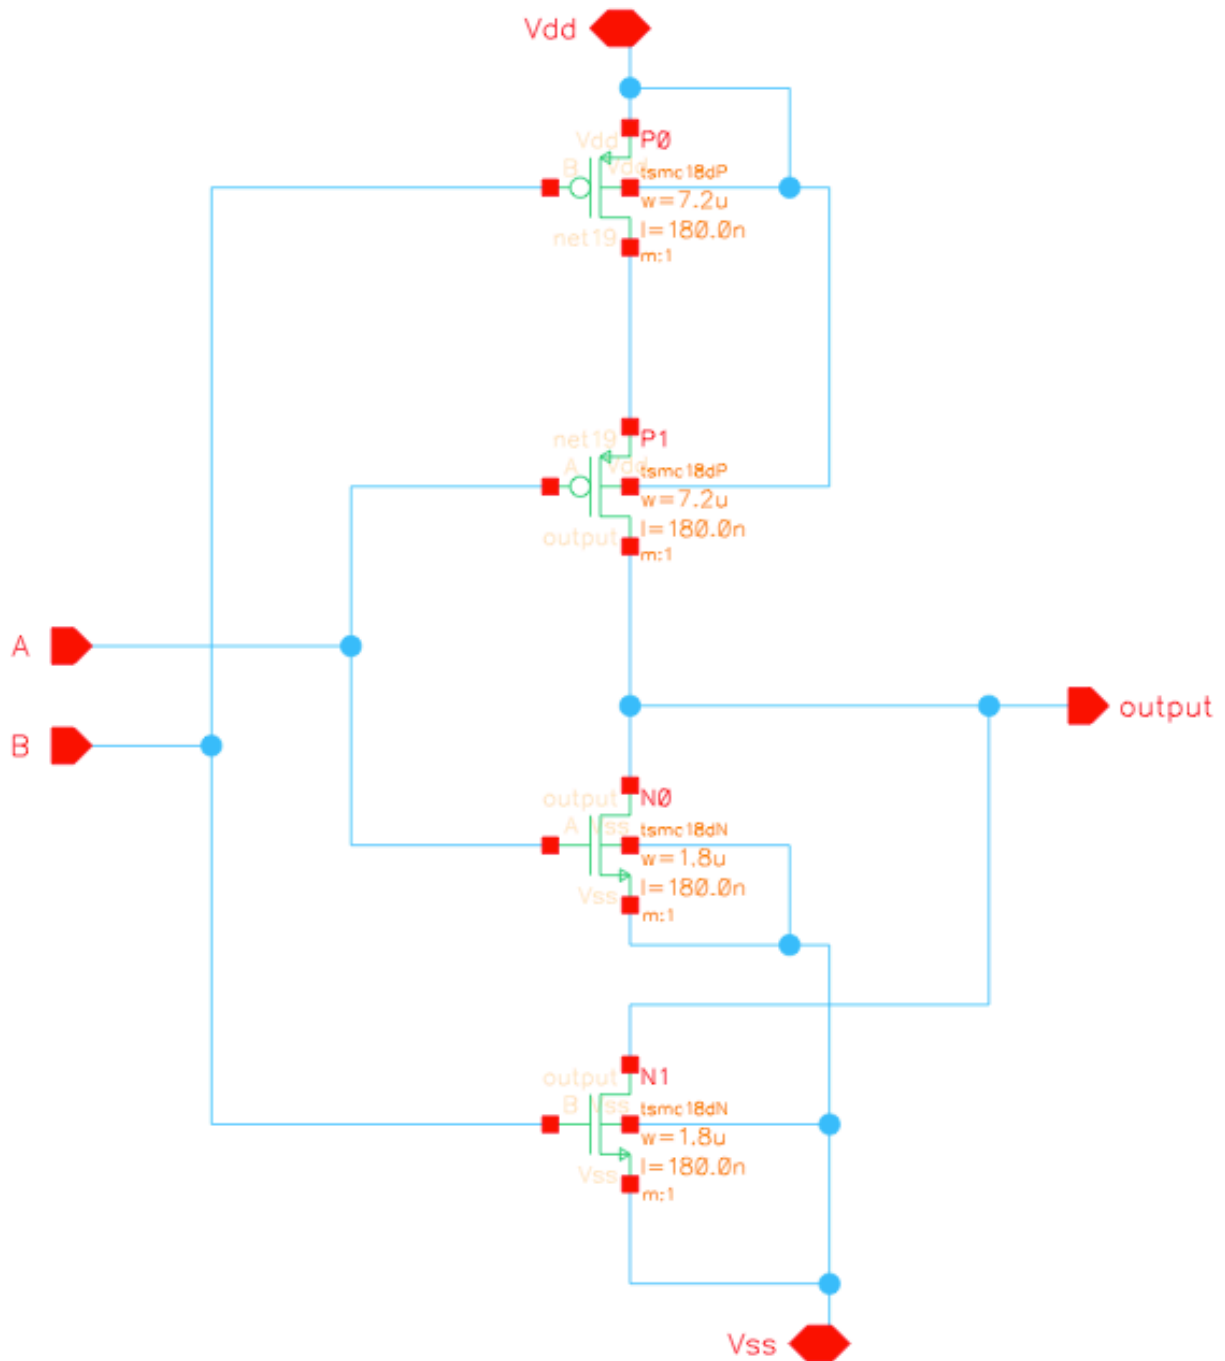 Vdd
Vdd
P0
B
Vdd
tsmc18dP
w=7.2u
l=180.0n
net19
m:1
net19
P1
A
Vdd
tsmc18dP
w=7.2u
l=180.0n
output
m:1
A
output
B
output
N0
A
Vss
tsmc18dN
w=1.8u
l=180.0n
Vss
m:1
output
N1
B
Vss
tsmc18dN
w=1.8u
l=180.0n
Vss
m:1
Vss